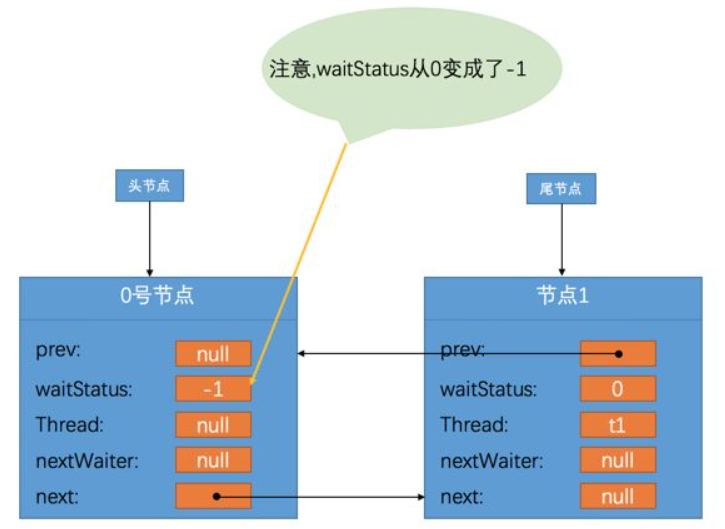 注意,waitStatus从0变成了-1
头节点
尾节点
0号节点
prev: null
waitStatus: -1
Thread: null
nextWaiter: null
next:
节点1
prev:
waitStatus: 0
Thread: t1
nextWaiter: null
next: null